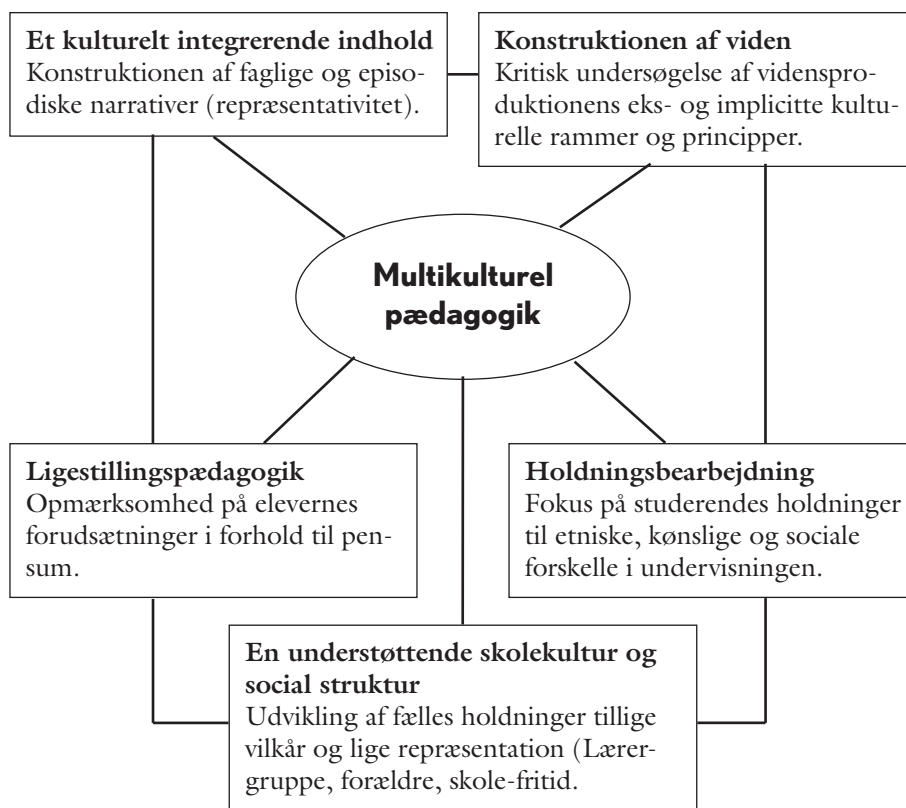 Et kulturelt integrerende indhold
Konstruktionen af faglige og episo-
diske narrativer (repræsentativitet).
Konstruktionen af viden
Kritisk undersøgelse af videnspro-
duktionens eks- og implicitte kultu-
relle rammer og principper.
Multikulturel
pædagogik
Ligestillingspædagogik
Opmærksomhed på elevernes
forudsætninger i forhold til pen-
sum.
Holdningsbearbejdning
Fokus på studerendes holdninger
til etniske, kønslige og sociale
forskelle i undervisningen.
En understøttende skolekultur og
social struktur
Udvikling af fælles holdninger tillige
vilkår og lige repræsentation (Lærer-
gruppe, forældre, skole-fritid.